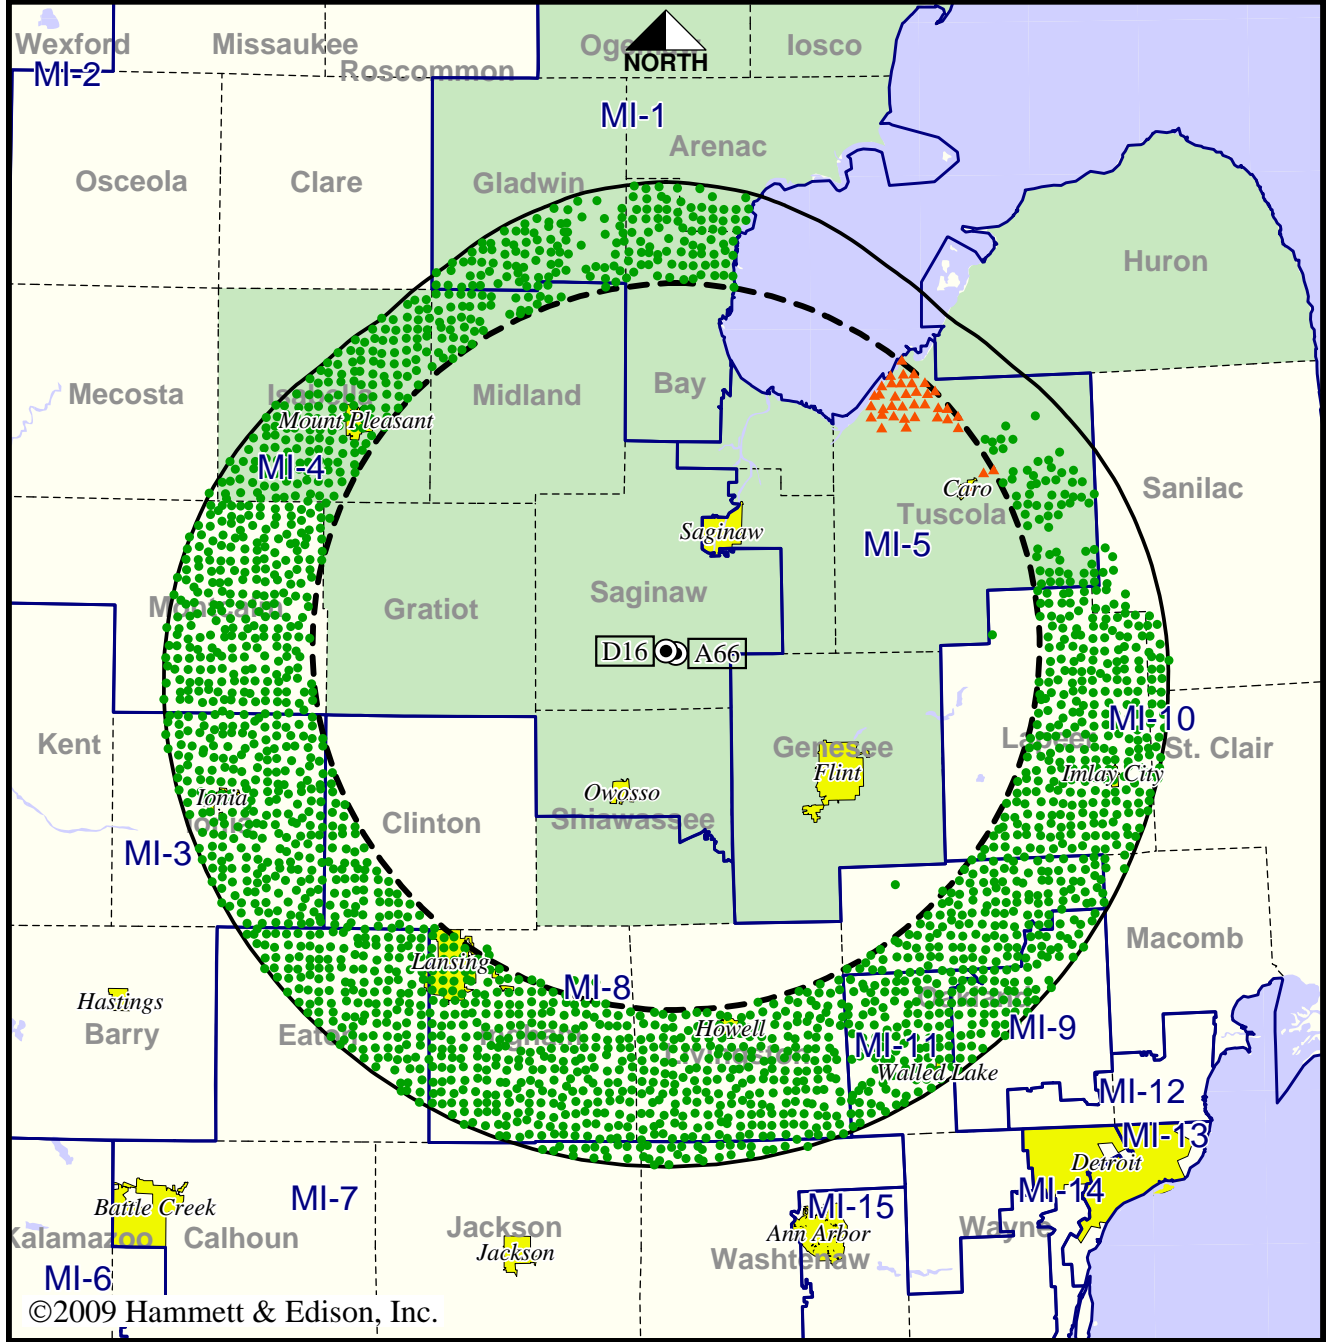 Wexford
Missaukee
Roscommon
MI-2
NORTH
Iosco
MI-1
Arenac
Osceola
Clare
Gladwin
Huron
Mecosta
Midland
Bay
Mount Pleasant
MI-4
Caro
Tuscola
Sanilac
Saginaw
MI-5
Gratiot
Saginaw
D16
A66
Kent
Genesee
Flint
MI-10
St. Clair
Imlay City
Ionia
Owosso
Clinton
Shiawassee
MI-3
Lansing
Macomb
Hastings
Barry
MI-8
Howell
MI-9
MI-11
Walled Lake
MI-12
MI-13
Detroit
MI-14
Battle Creek
MI-7
MI-15
Kalamazoo
Calhoun
Jackson
Jackson
Ann Arbor
Washtenaw
Wayne
MI-6
©2009 Hammett & Edison, Inc.